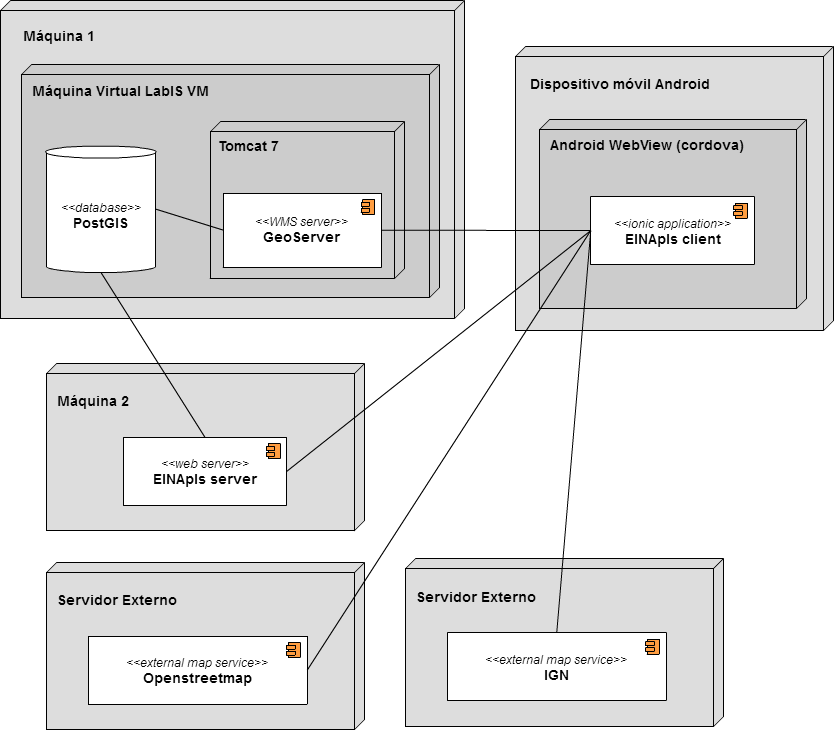 Máquina 1
Máquina Virtual LabIS VM
Tomcat 7
<<database>>
PostGIS
<<WMS server>>
GeoServer
Dispositivo móvil Android
Android WebView (cordova)
<<ionic application>>
EINApIs client
Máquina 2
<<web server>>
EINApIs server
Servidor Externo
<<external map service>>
Openstreetmap
Servidor Externo
<<external map service>>
IGN